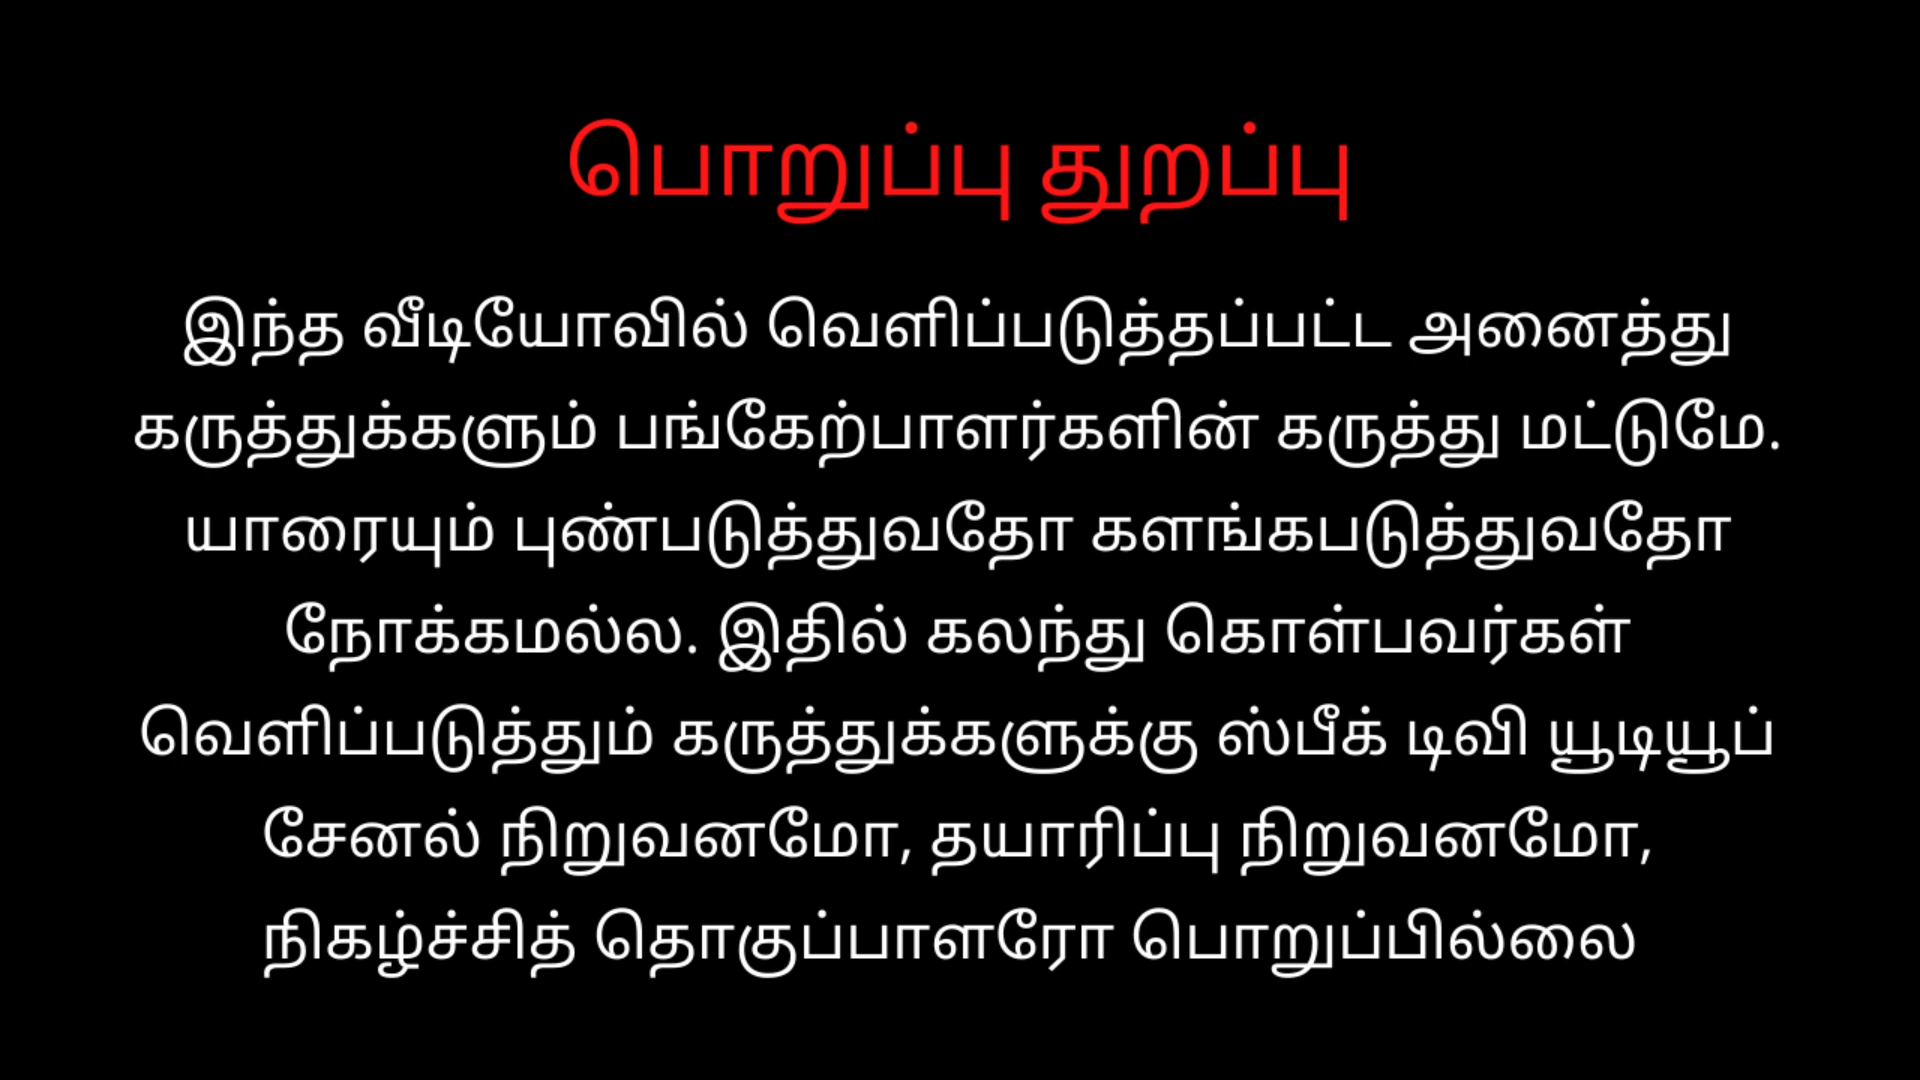 பொறுப்பு துறப்பு
இந்த வீடியோவில் வெளிப்படுத்தப்பட்ட அனைத்து
கருத்துக்களும் பங்கேற்பாளர்களின் கருத்து மட்டுமே.
யாரையும் புண்படுத்துவதோ களங்கபடுத்துவதோ
நோக்கமல்ல. இதில் கலந்து கொள்பவர்கள்
வெளிப்படுத்தும் கருத்துக்களுக்கு ஸ்பீக் டிவி யூடியூப்
சேனல் நிறுவனமோ, தயாரிப்பு நிறுவனமோ,
நிகழ்ச்சித் தொகுப்பாளரோ பொறுப்பில்லை